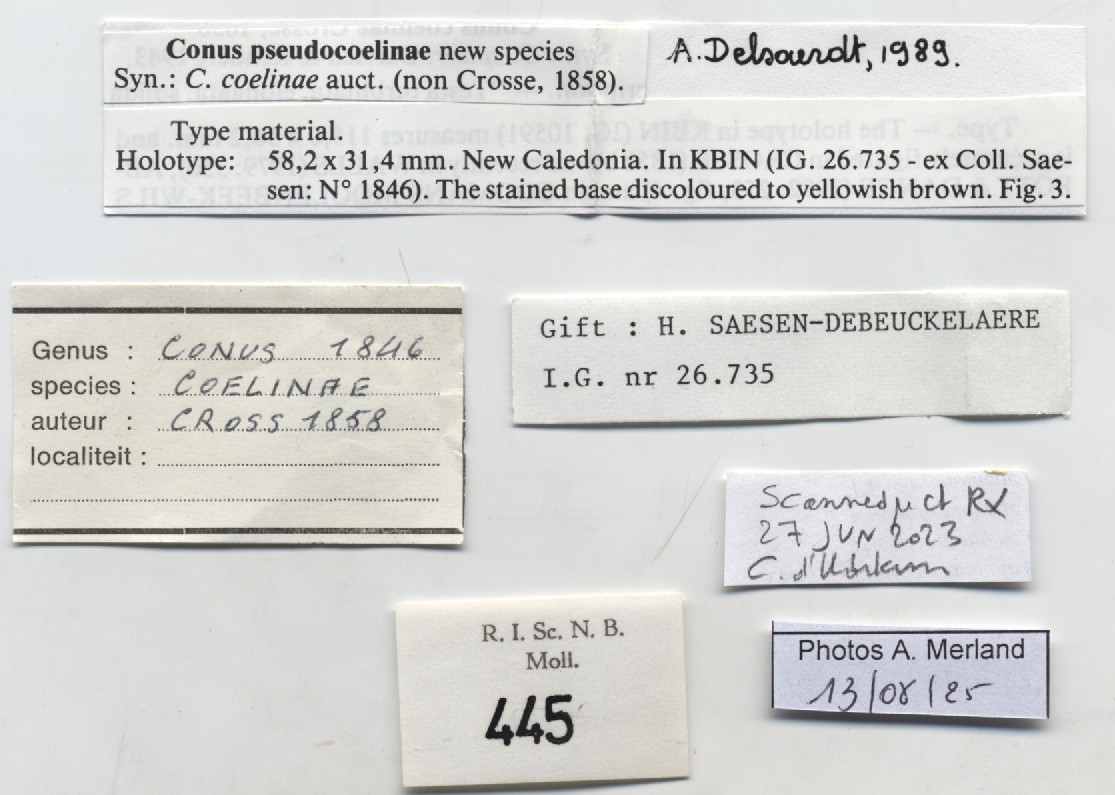 Conus pseudocoelinae new species
A. Delsaerdt, 1989.
Syn.: C. coelinae auct. (non Crosse, 1858).
Type material.
Holotype: 58,2 x 31,4 mm. New Caledonia. In KBIN (IG. 26.735 - ex Coll. Sae-
sen: N° 1846). The stained base discoloured to yellowish brown. Fig. 3.
Genus : CONUS 1846
species : COELINAE
auteur : CROSS 1858
localiteit :
Gift : H. SAESEN-DEBEUCKELAERE
I.G. nr 26.735
Scanned µ ct RX
27 JUN 2023
C.
R. I. Sc. N. B.
Moll.
445
Photos A. Merland
13/08/25